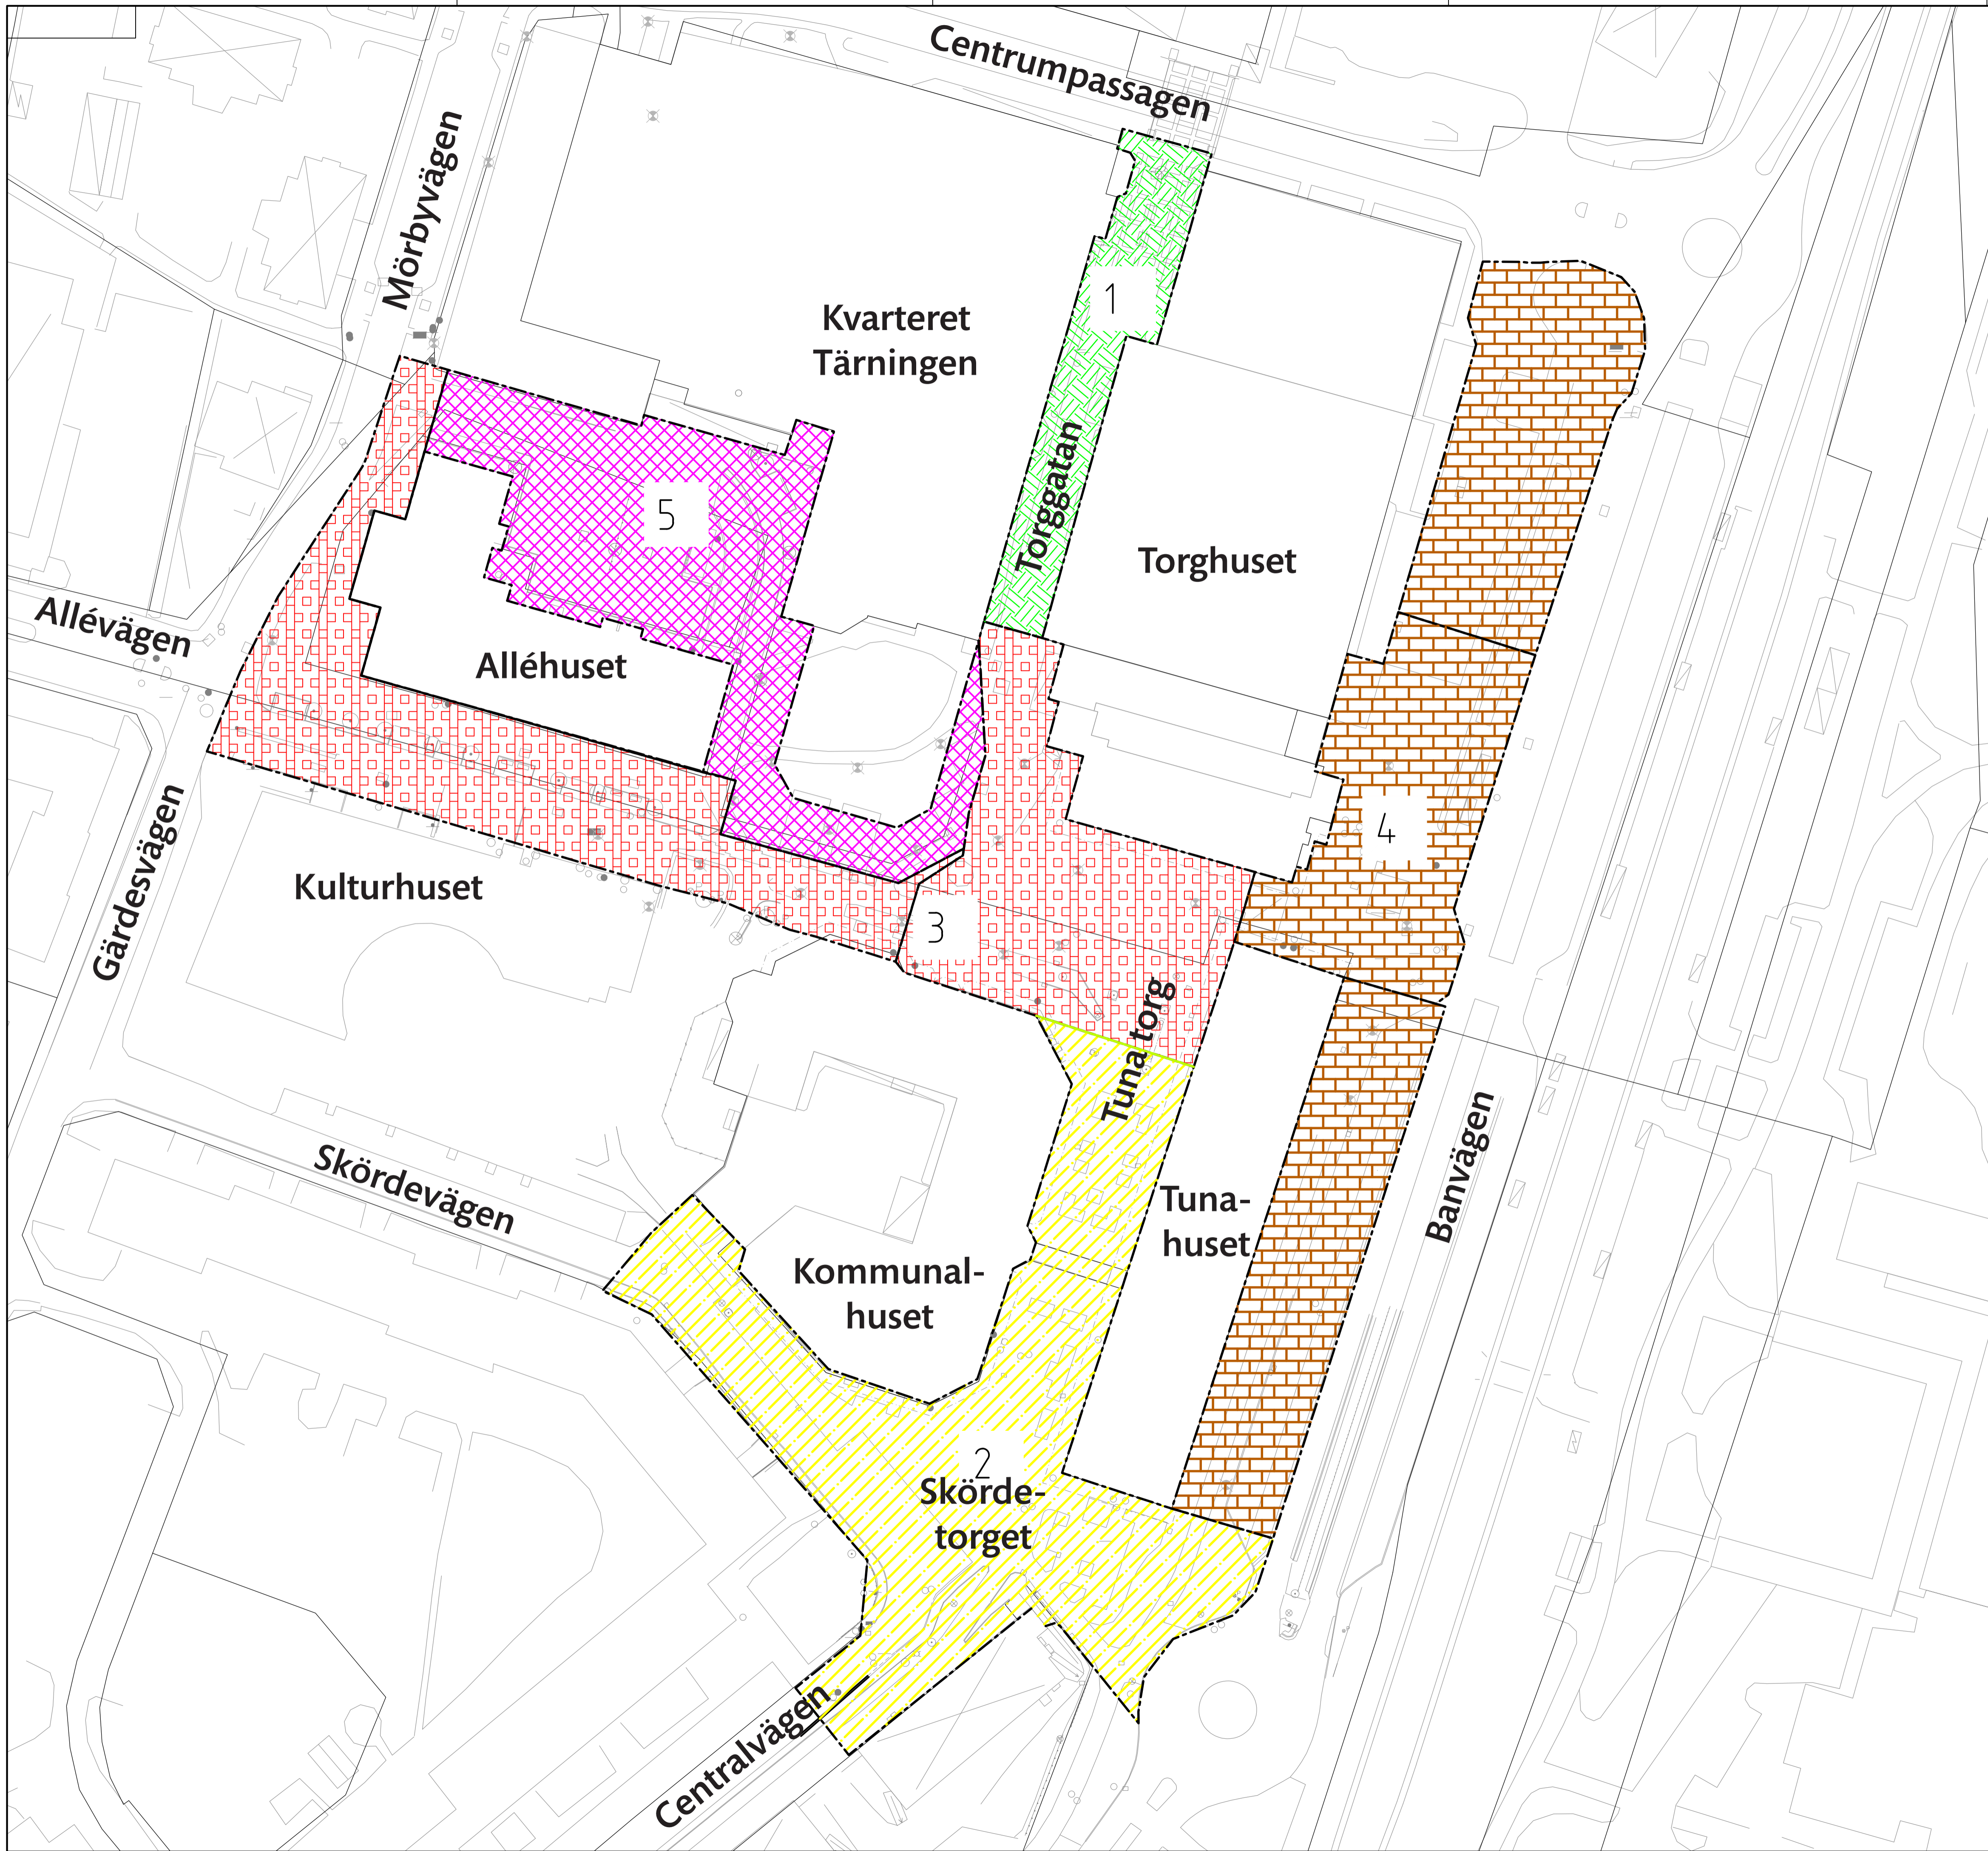 Centrumpassagen
Mörbyvägen
Kvarteret
Tärningen
1
Torggatan
5
Torghuset
Allévägen
Alléhuset
4
Gärdesvägen
Kulturhuset
3
Tuna torg
Skördevägen
Banvägen
Tuna-
huset
Kommunal-
huset
2
Skörde-
torget
Centralvägen